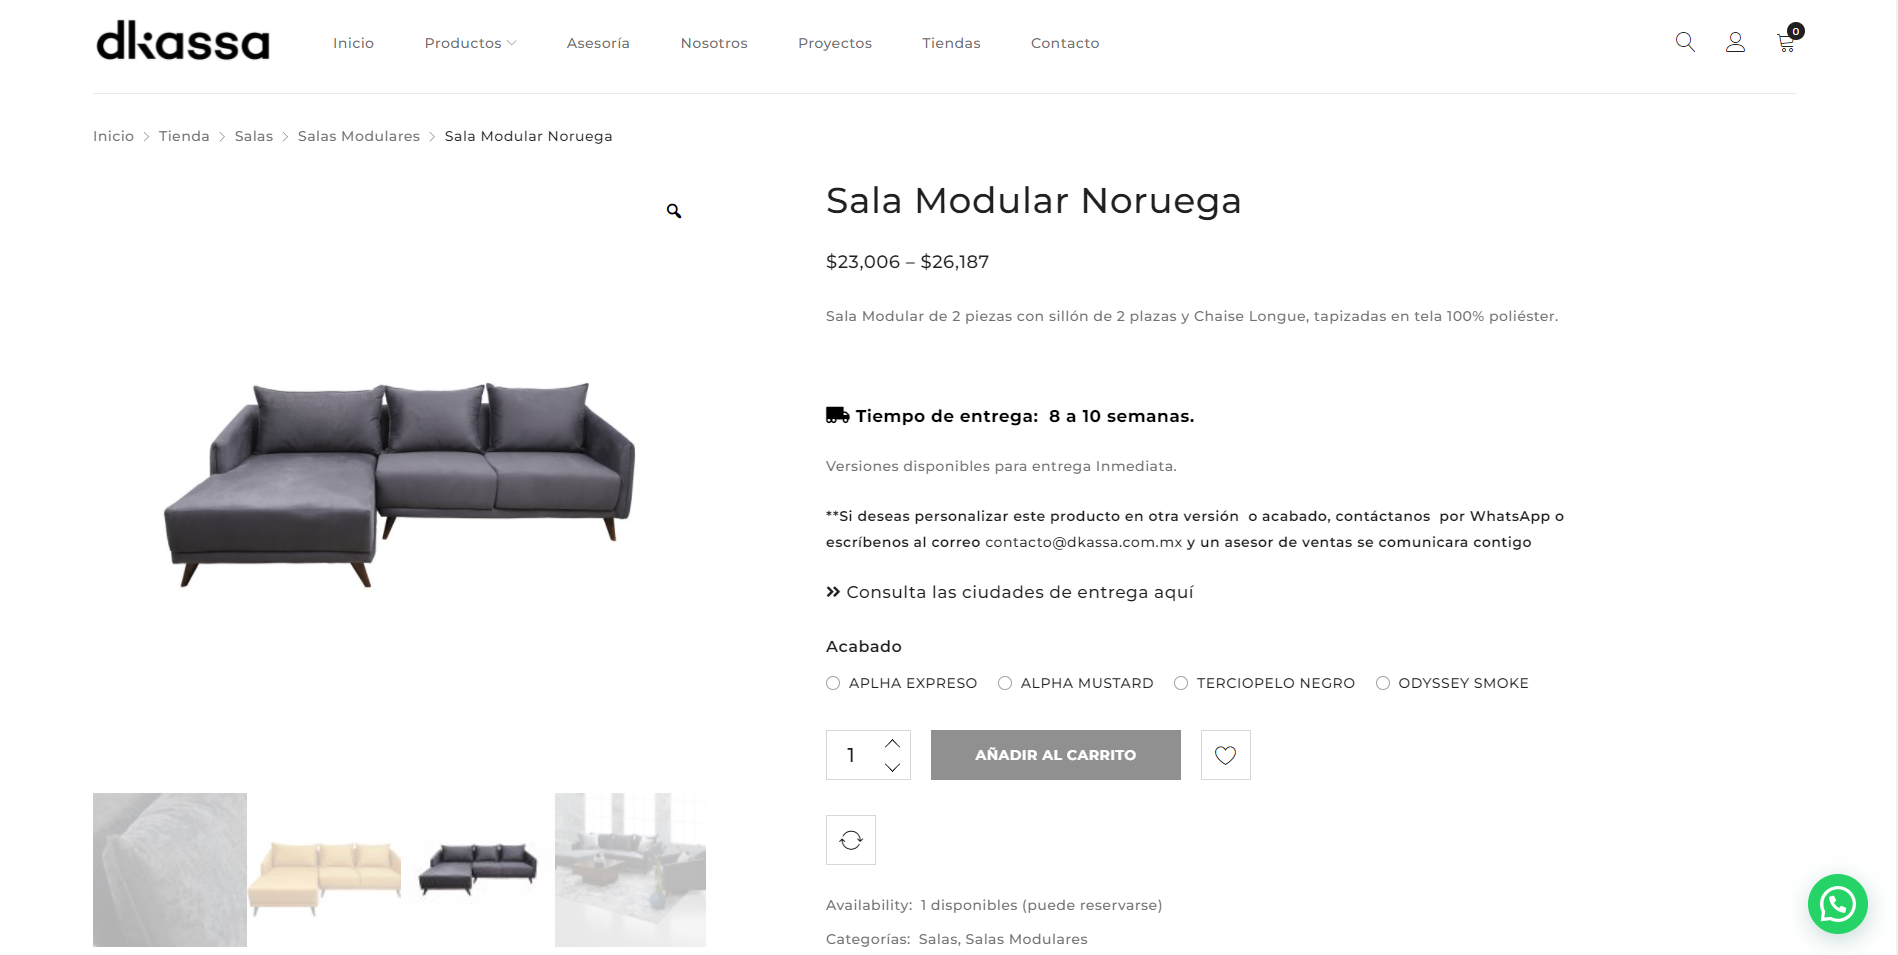 dkassa
Inicio
Productos
Asesoría
Nosotros
Proyectos
Tiendas
Contacto
0
Inicio > Tienda > Salas > Salas Modulares > Sala Modular Noruega
Sala Modular Noruega
$23,006 – $26,187
Sala Modular de 2 piezas con sillón de 2 plazas y Chaise Longue, tapizadas en tela 100% poliéster.
Tiempo de entrega: 8 a 10 semanas.
Versiones disponibles para entrega Inmediata.
**Si deseas personalizar este producto en otra versión o acabado, contáctanos por WhatsApp o
escríbenos al correo contacto@dkassa.com.mx y un asesor de ventas se comunicara contigo
» Consulta las ciudades de entrega aquí
Acabado
APLHA EXPRESO
ALPHA MUSTARD
TERCIOPELO NEGRO
ODYSSEY SMOKE
1
AÑADIR AL CARRITO
Availability: 1 disponibles (puede reservarse)
Categorías: Salas, Salas Modulares